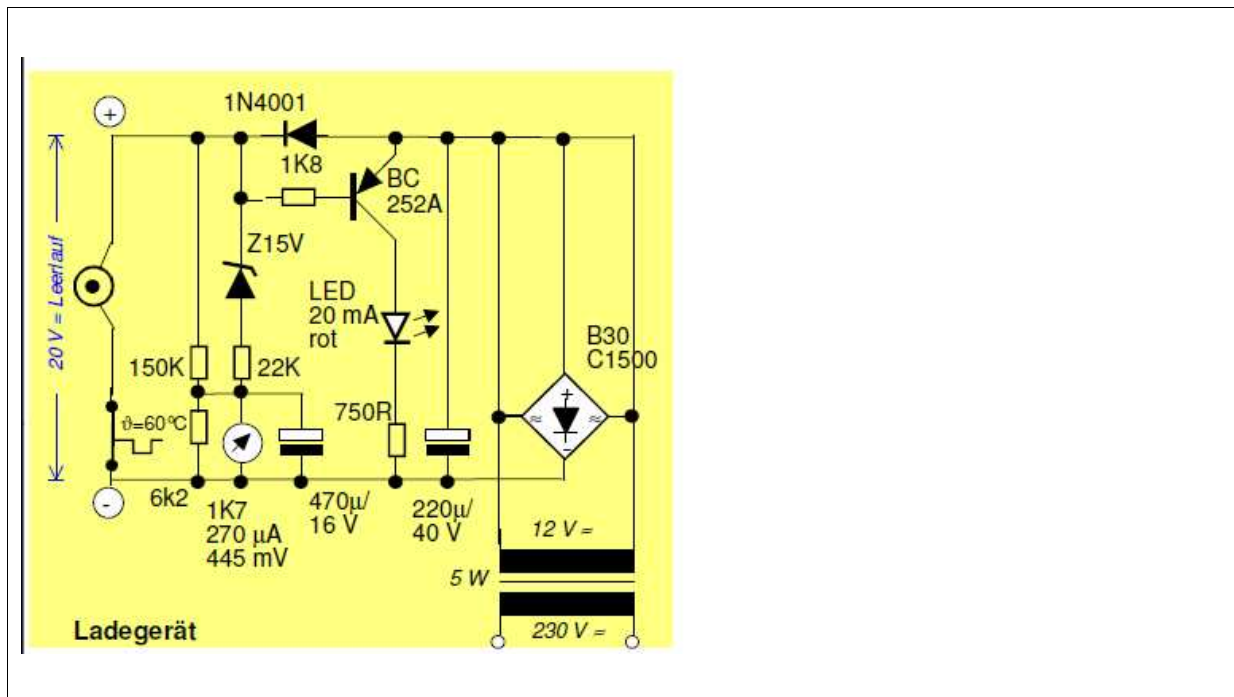 1N4001
+
1K8
BC
252A
20 V = Leerlauf
Z15V
LED
20 mA
rot
B30
C1500
150K
22K
+
≈
≈
-
750R
ϑ=60°C
-
6k2
1K7
270 µA
445 mV
470µ/
16 V
220µ/
40 V
12 V =
5 W
230 V =
Ladegerät